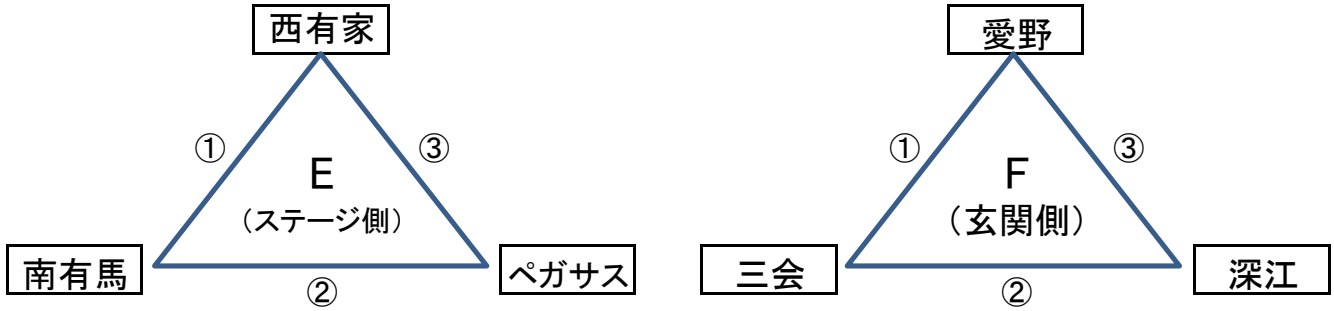 西有家
①
③
E
（ステージ側）
南有馬
ペガサス
②
愛野
①
③
F
（玄関側）
三会
深江
②